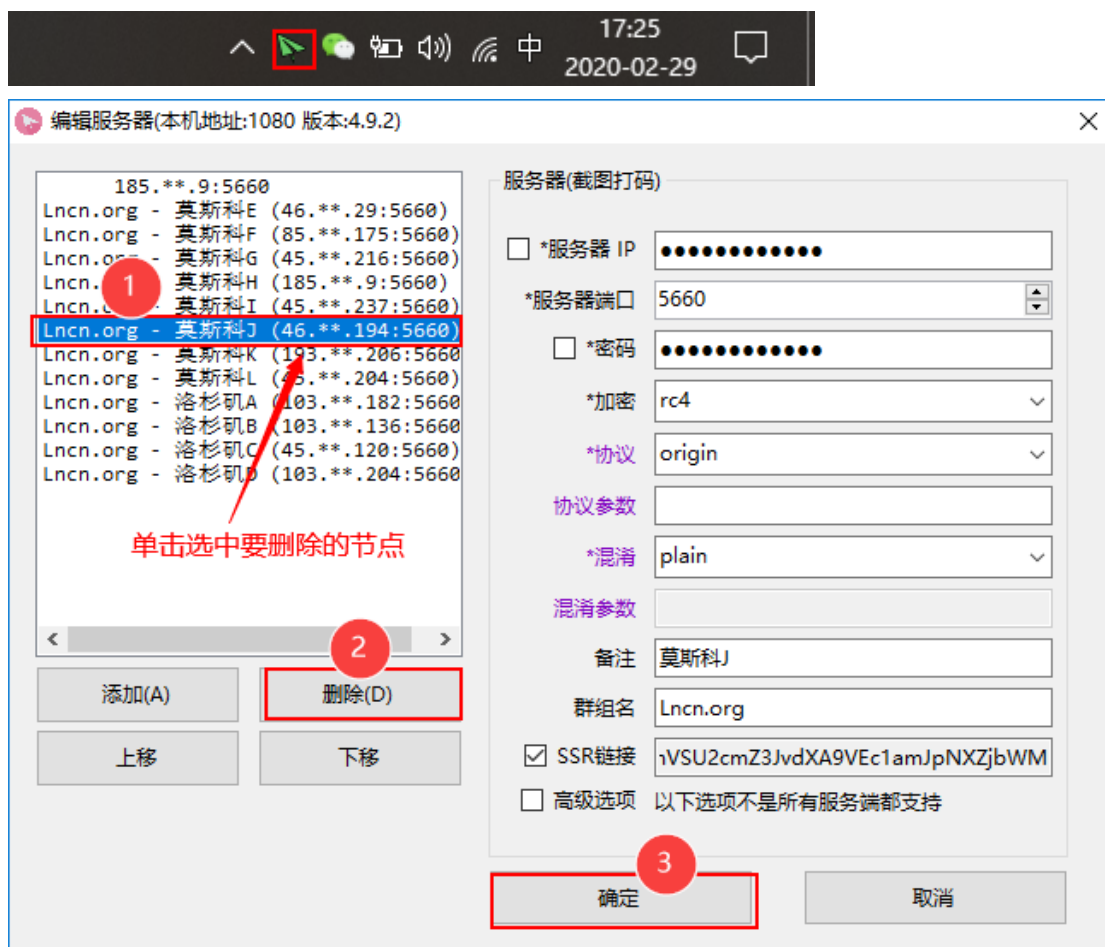 17:25
中
2020-02-29
编辑服务器(本机地址:1080 版本:4.9.2)
185.**.9:5660
Lncn.org - 莫斯科E (46.**.29:5660)
Lncn.org - 莫斯科F (85.**.175:5660)
Lncn.org - 莫斯科G (45.**.216:5660)
Lncn. - 莫斯科H (185.**.9:5660)
Lncn. - 莫斯科I (45.**.237:5660)
Lncn.org - 莫斯科J (46.**.194:5660)
Lncn.org - 莫斯科K (193.**.206:5660
Lncn.org - 莫斯科L (45.**.204:5660)
Lncn.org - 洛杉矶A (103.**.182:5660
Lncn.org - 洛杉矶B (103.**.136:5660
Lncn.org - 洛杉矶C (45.**.120:5660)
Lncn.org - 洛杉矶D (103.**.204:5660
1
单击选中要删除的节点
2
添加(A)
删除(D)
上移
下移
服务器(截图打码)
*服务器 IP ●●●●●●●●●●●●
*服务器端口 5660
*密码 ●●●●●●●●●●●●
*加密 rc4
*协议 origin
协议参数
*混淆 plain
混淆参数
备注 莫斯科J
群组名 Lncn.org
SSR链接 VSU2cmZ3JvdXA9VEc1amJpNXZjbWM
高级选项 以下选项不是所有服务端都支持
3
确定
取消